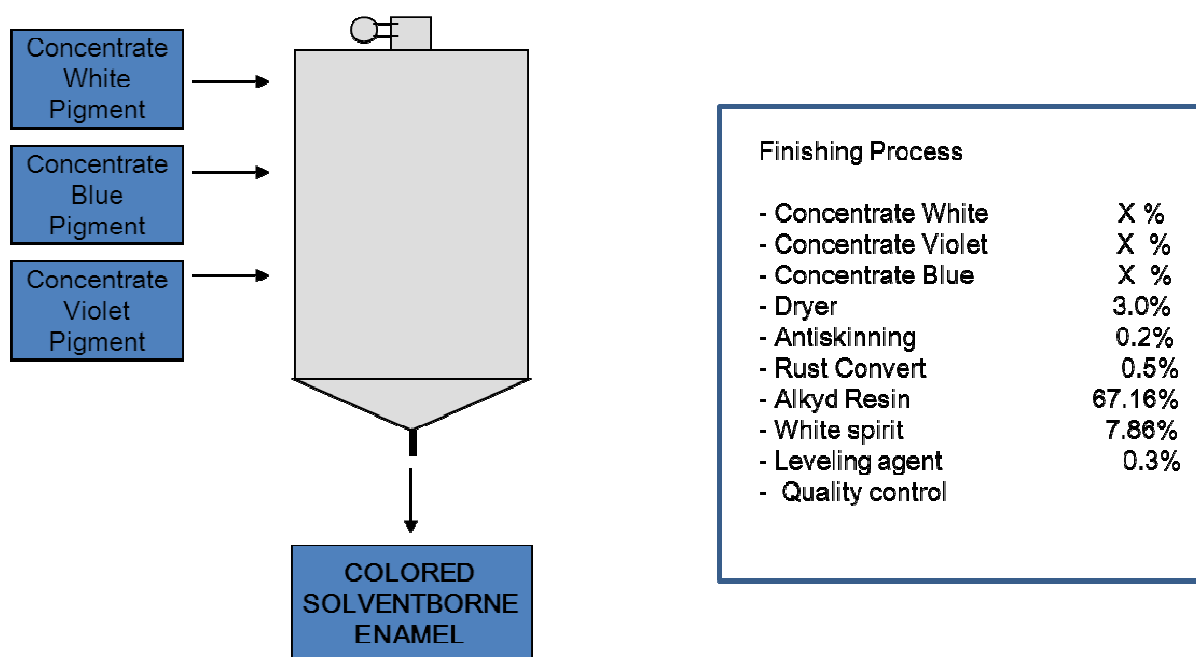 Concentrate
White
Pigment
Concentrate
Blue
Pigment
Concentrate
Violet
Pigment
COLORED
SOLVENTBORNE
ENAMEL
Finishing Process
- Concentrate White X %
- Concentrate Violet X %
- Concentrate Blue X %
- Dryer 3.0%
- Antiskinning 0.2%
- Rust Convert 0.5%
- Alkyd Resin 67.16%
- White spirit 7.86%
- Leveling agent 0.3%
- Quality control